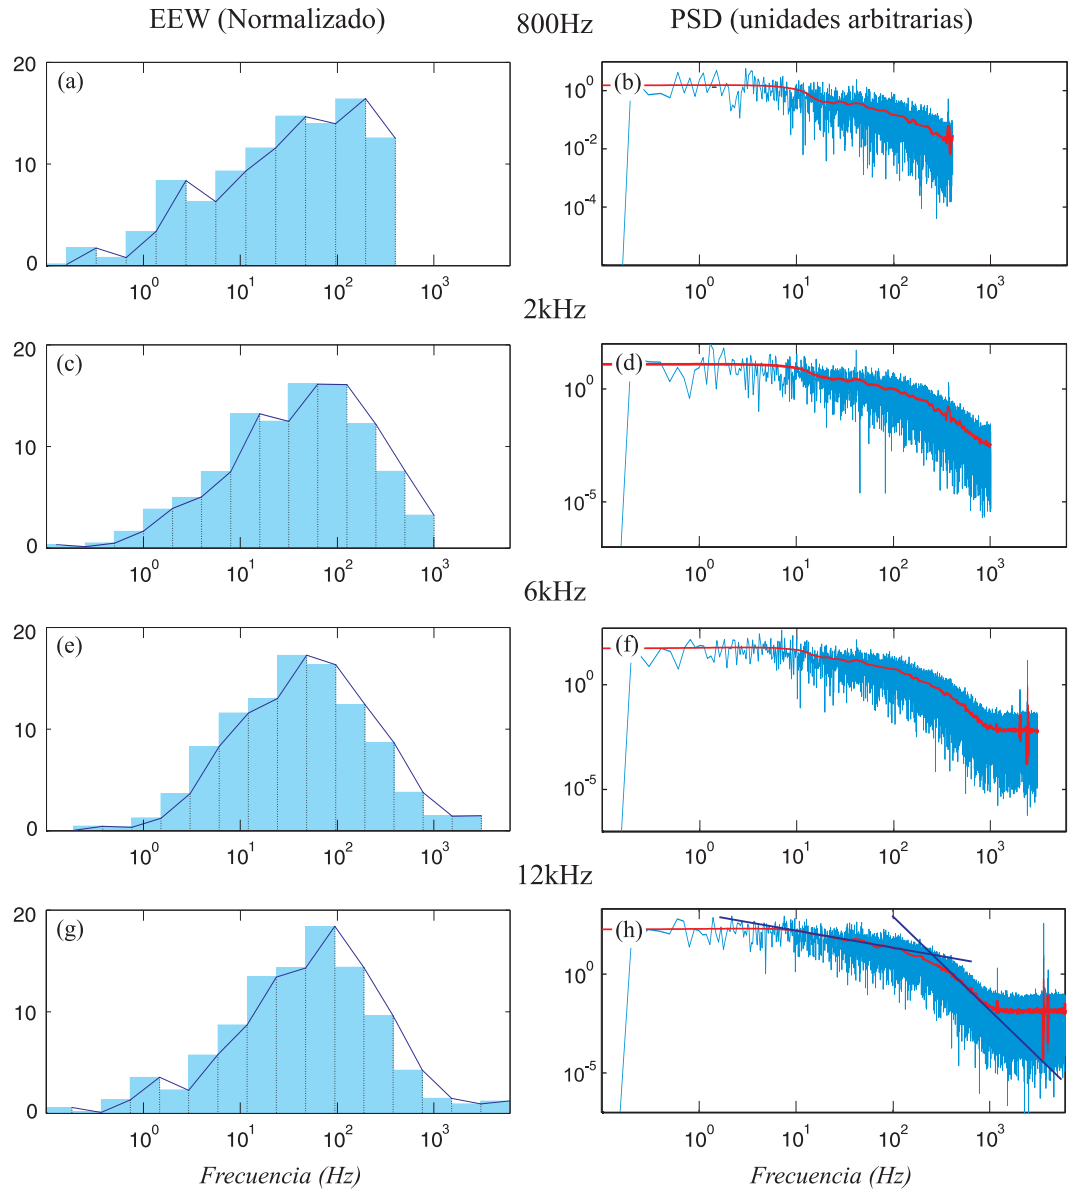 EEW (Normalizado) 800Hz PSD (unidades arbitrarias)
20 (a) (b) 10^0
10 10^-2
10^-4
0
10^0 10^1 10^2 10^3 10^0 10^1 10^2 10^3
2kHz
20 (c) (d) 10^0
10
10^-5
0
10^0 10^1 10^2 10^3 10^0 10^1 10^2 10^3
6kHz
20 (e) (f)
10^0
10
10^-5
0
10^0 10^1 10^2 10^3 10^0 10^1 10^2 10^3
12kHz
20 (g) (h)
10^0
10
10^-5
0
10^0 10^1 10^2 10^3 10^0 10^1 10^2 10^3
Frecuencia (Hz) Frecuencia (Hz)